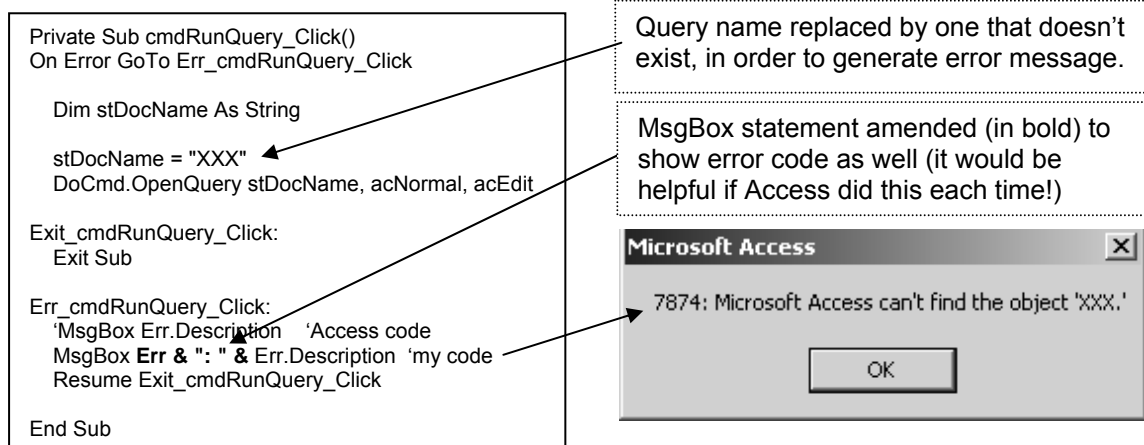 Private Sub cmdRunQuery_Click()
On Error GoTo Err_cmdRunQuery_Click
Dim stDocName As String
stDocName = "XXX"
DoCmd.OpenQuery stDocName, acNormal, acEdit
Exit_cmdRunQuery_Click:
Exit Sub
Err_cmdRunQuery_Click:
‘MsgBox Err.Description ‘Access code
MsgBox Err & ": " & Err.Description ‘my code
Resume Exit_cmdRunQuery_Click
End Sub
Query name replaced by one that doesn’t
exist, in order to generate error message.
MsgBox statement amended (in bold) to
show error code as well (it would be
helpful if Access did this each time!)
Microsoft Access
7874: Microsoft Access can't find the object 'XXX.'
OK